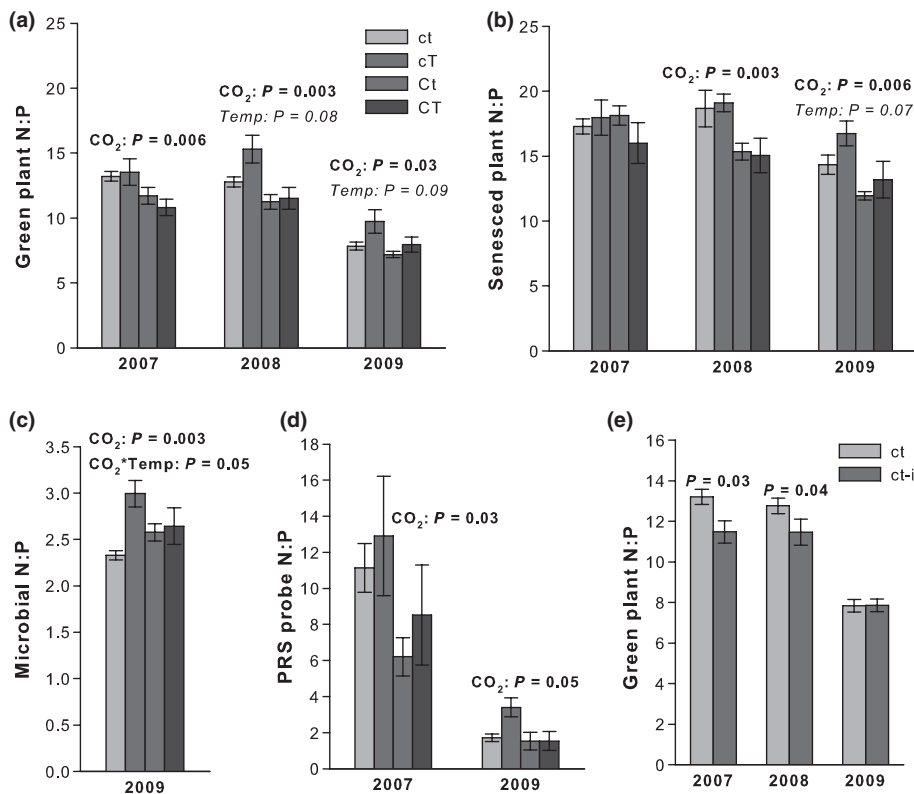 (a)
Green plant N:P
25
20
15
10
5
0
ct
cT
Ct
CT
CO₂: P = 0.006
CO₂: P = 0.003
Temp: P = 0.08
CO₂: P = 0.03
Temp: P = 0.09
2007
2008
2009
(b)
Senesced plant N:P
25
20
15
10
5
0
CO₂: P = 0.003
CO₂: P = 0.006
Temp: P = 0.07
2007
2008
2009
(c)
Microbial N:P
3.5
3.0
2.5
2.0
1.5
1.0
0.5
0.0
CO₂: P = 0.003
CO₂*Temp: P = 0.05
2009
(d)
PRS probe N:P
18
16
14
12
10
8
6
4
2
0
CO₂: P = 0.03
CO₂: P = 0.05
2007
2009
(e)
Green plant N:P
16
14
12
10
8
6
4
2
0
ct
ct-i
P = 0.03
P = 0.04
2007
2008
2009